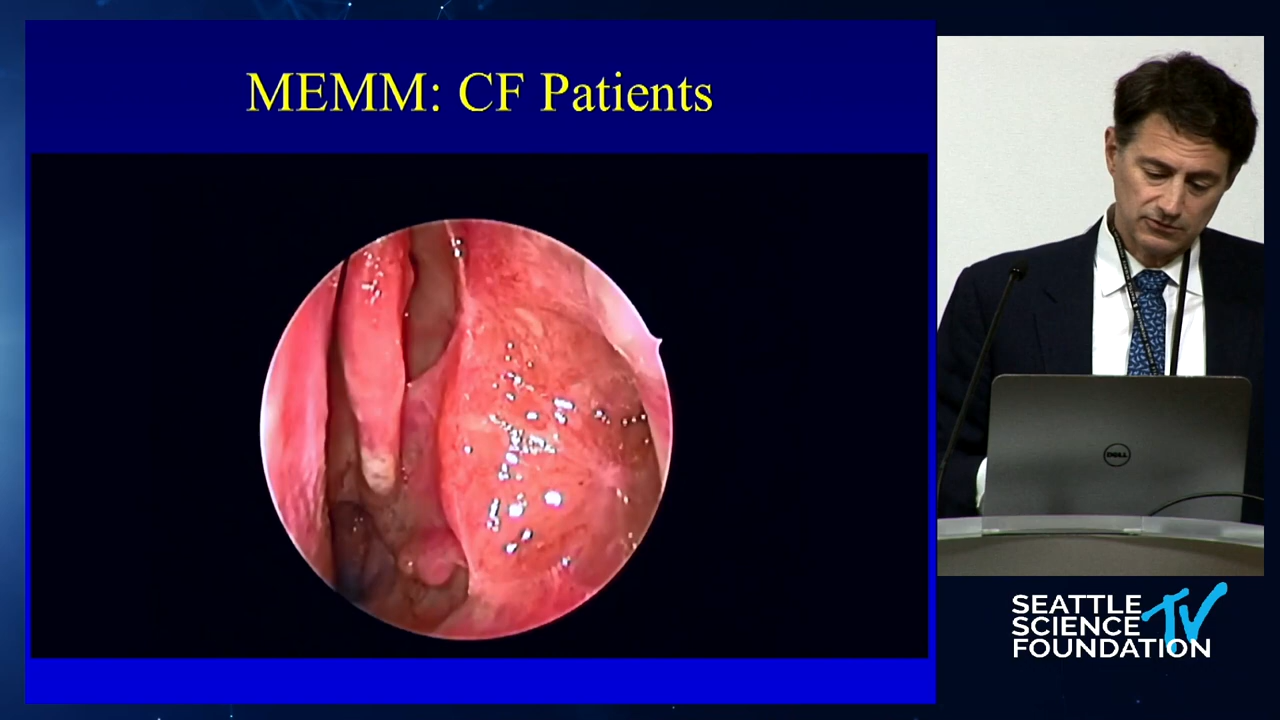 MEMM: CF Patients
DELL
SEATTLE
SCIENCE TV
FOUNDATION